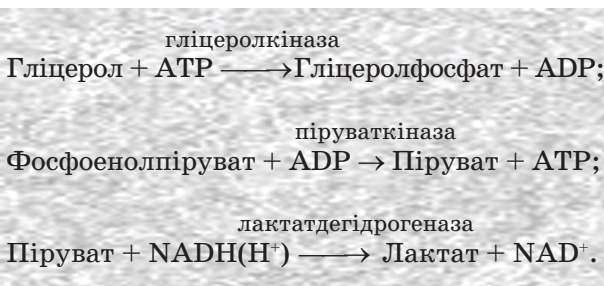 гліцеролкіназа
Гліцерол + ATP ⟶ Гліцеролфосфат + ADP;
піруваткіназа
Фосфоенолпіруват + ADP → Піруват + ATP;
лактатдегідрогеназа
Піруват + NADH(H⁺) ⟶ Лактат + NAD⁺.